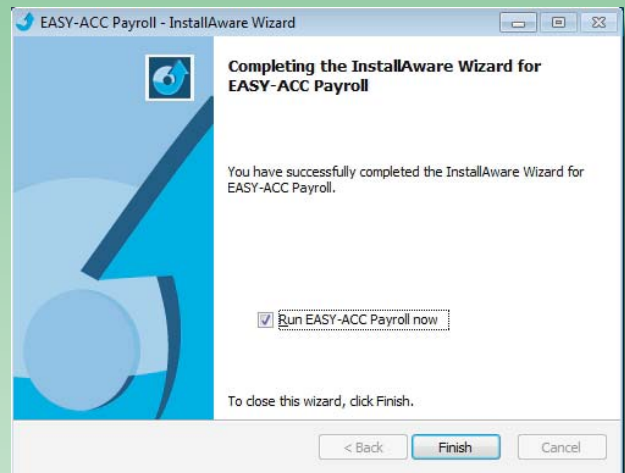 EASY-ACC Payroll - InstallAware Wizard
Completing the InstallAware Wizard for
EASY-ACC Payroll
You have successfully completed the InstallAware Wizard for
EASY-ACC Payroll.
Run EASY-ACC Payroll now
To close this wizard, click Finish.
< Back Finish Cancel